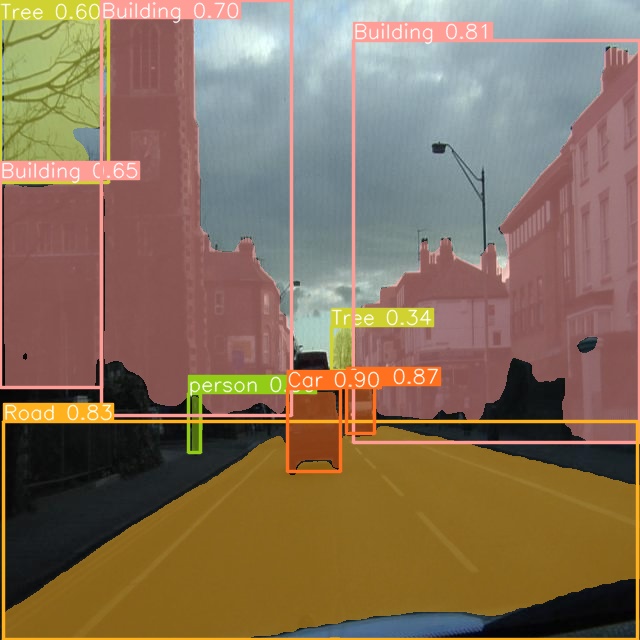 Tree 0.60
Building 0.70
Building 0.81
Building 0.65
Tree 0.34
person
Car 0.90
0.87
Road 0.83